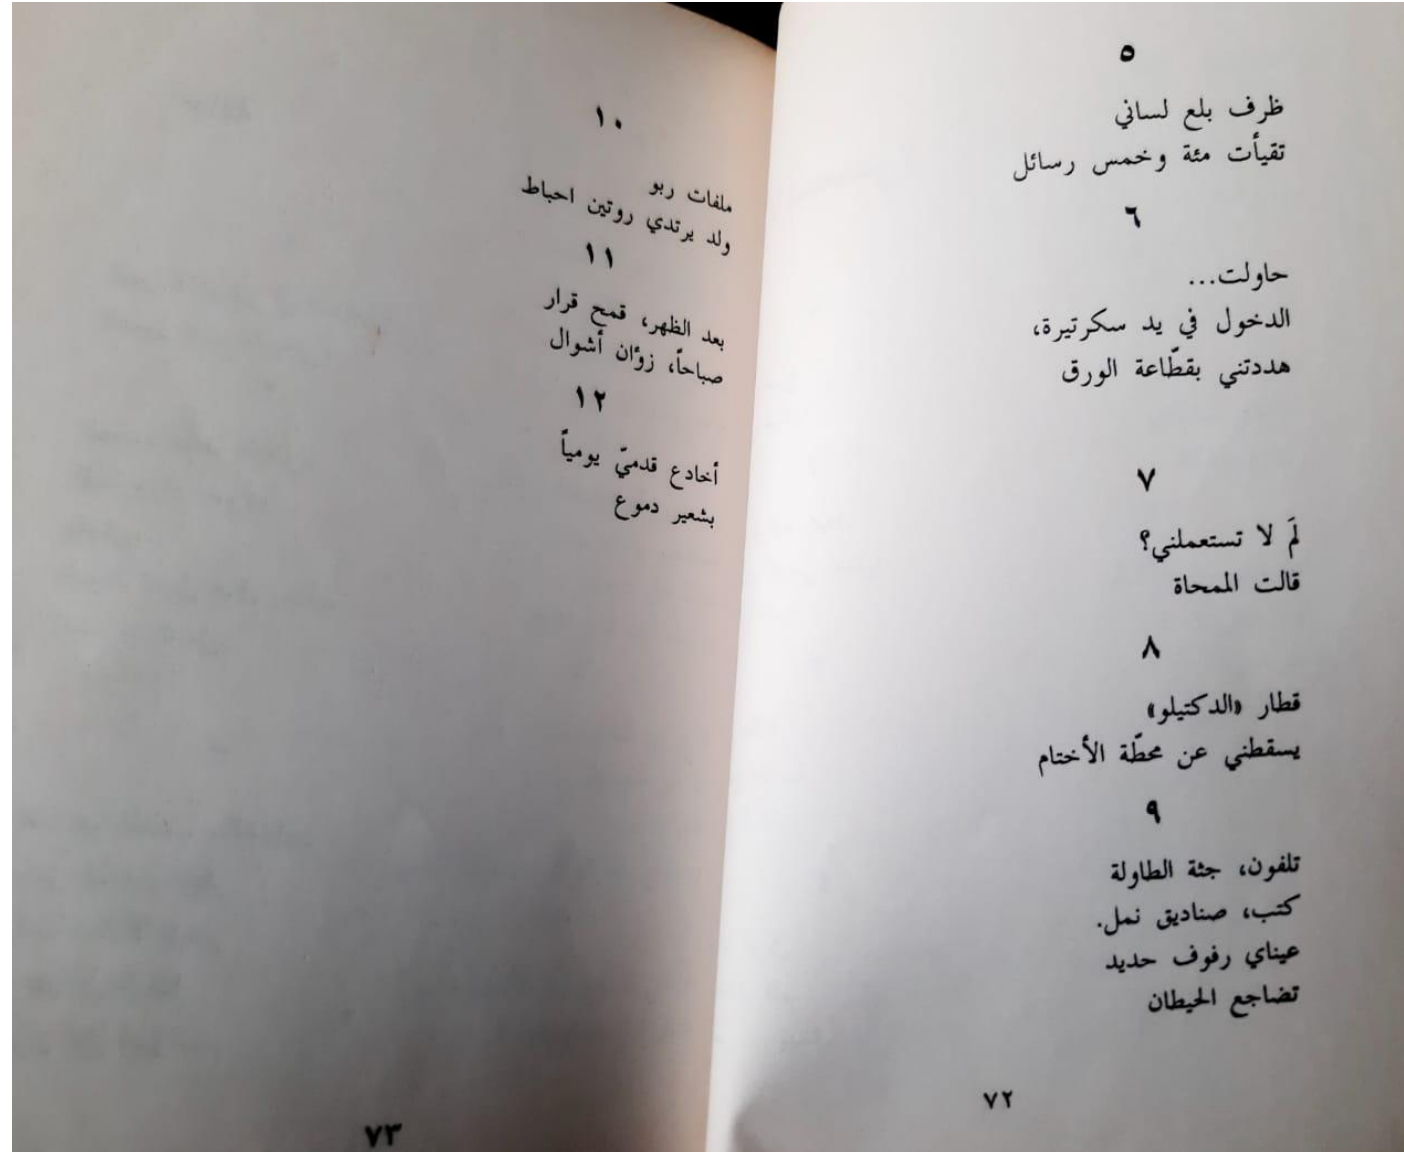 ٥
ظرف بلع لساني
تقيأت مئة وخمس رسائل
٦
حاولت...
الدخول في يد سكرتيرة،
هددتني بقطّاعة الورق
٧
لَم لا تستعملني؟
قالت الممحاة
٨
قطار «الدكتيلو»
يسقطني عن محطّة الأختام
٩
تلفون، جثة الطاولة
كتب، صناديق نمل.
عيناي رفوف حديد
تضاجع الحيطان
٧٢
١٠
ملفات ربو
ولد يرتدي روتين احباط
١١
بعد الظهر، قمح قرار
صباحاً، زؤان أشوال
١٢
أخادع قدميّ يومياً
بشعير دموع
٧٣